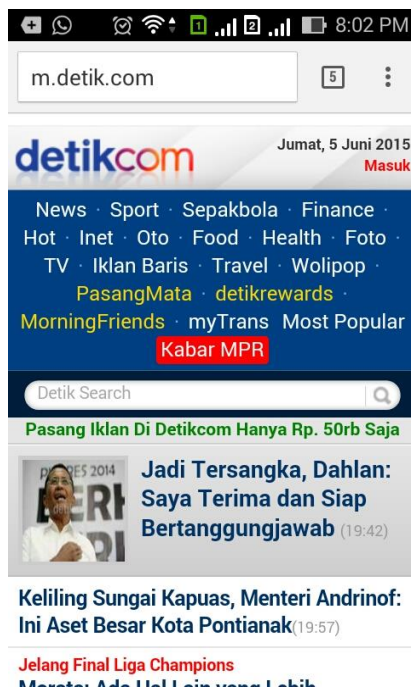 8:02 PM
m.detik.com
5
detikcom
Jumat, 5 Juni 2015
Masuk
News · Sport · Sepakbola · Finance ·
Hot · Inet · Oto · Food · Health · Foto ·
TV · Iklan Baris · Travel · Wolipop ·
PasangMata · detikrewards ·
MorningFriends · myTrans Most Popular
Kabar MPR
Detik Search
Pasang Iklan Di Detikcom Hanya Rp. 50rb Saja
Jadi Tersangka, Dahlan:
Saya Terima dan Siap
Bertanggungjawab (19:42)
Keliling Sungai Kapuas, Menteri Andrinof:
Ini Aset Besar Kota Pontianak(19:57)
Jelang Final Liga Champions